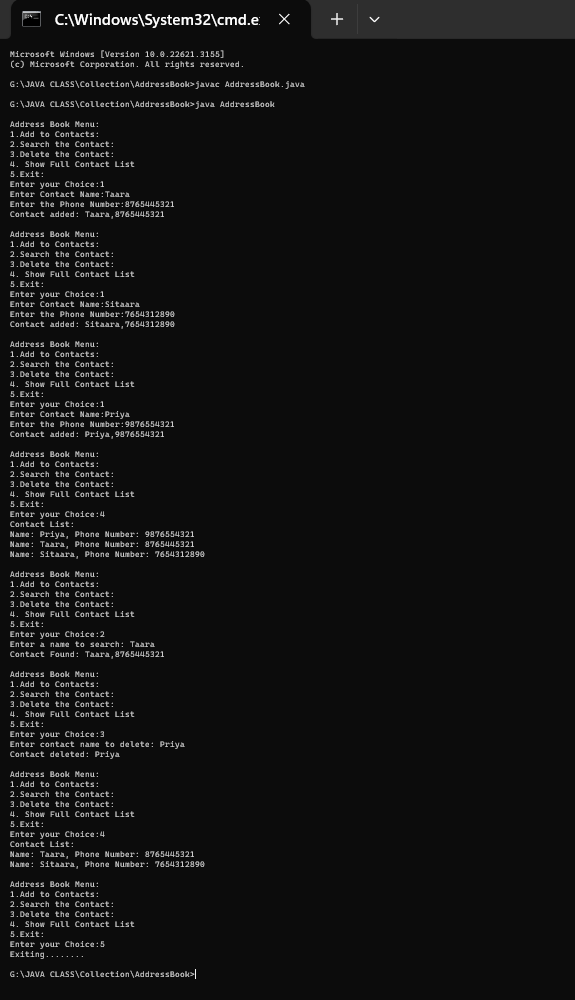 C:\Windows\System32\cmd.e
Microsoft Windows [Version 10.0.22621.3155]
(c) Microsoft Corporation. All rights reserved.
G:\JAVA CLASS\Collection\AddressBook>javac AddressBook.java
G:\JAVA CLASS\Collection\AddressBook>java AddressBook
Address Book Menu:
1.Add to Contacts:
2.Search the Contact:
3.Delete the Contact:
4. Show Full Contact List
5.Exit:
Enter your Choice:1
Enter Contact Name:Taara
Enter the Phone Number:8765445321
Contact added: Taara,8765445321
Address Book Menu:
1.Add to Contacts:
2.Search the Contact:
3.Delete the Contact:
4. Show Full Contact List
5.Exit:
Enter your Choice:1
Enter Contact Name:Sitaara
Enter the Phone Number:7654312890
Contact added: Sitaara,7654312890
Address Book Menu:
1.Add to Contacts:
2.Search the Contact:
3.Delete the Contact:
4. Show Full Contact List
5.Exit:
Enter your Choice:1
Enter Contact Name:Priya
Enter the Phone Number:9876554321
Contact added: Priya,9876554321
Address Book Menu:
1.Add to Contacts:
2.Search the Contact:
3.Delete the Contact:
4. Show Full Contact List
5.Exit:
Enter your Choice:4
Contact List:
Name: Priya, Phone Number: 9876554321
Name: Taara, Phone Number: 8765445321
Name: Sitaara, Phone Number: 7654312890
Address Book Menu:
1.Add to Contacts:
2.Search the Contact:
3.Delete the Contact:
4. Show Full Contact List
5.Exit:
Enter your Choice:2
Enter a name to search: Taara
Contact Found: Taara,8765445321
Address Book Menu:
1.Add to Contacts:
2.Search the Contact:
3.Delete the Contact:
4. Show Full Contact List
5.Exit:
Enter your Choice:3
Enter contact name to delete: Priya
Contact deleted: Priya
Address Book Menu:
1.Add to Contacts:
2.Search the Contact:
3.Delete the Contact:
4. Show Full Contact List
5.Exit:
Enter your Choice:4
Contact List:
Name: Taara, Phone Number: 8765445321
Name: Sitaara, Phone Number: 7654312890
Address Book Menu:
1.Add to Contacts:
2.Search the Contact:
3.Delete the Contact:
4. Show Full Contact List
5.Exit:
Enter your Choice:5
Exiting........
G:\JAVA CLASS\Collection\AddressBook>